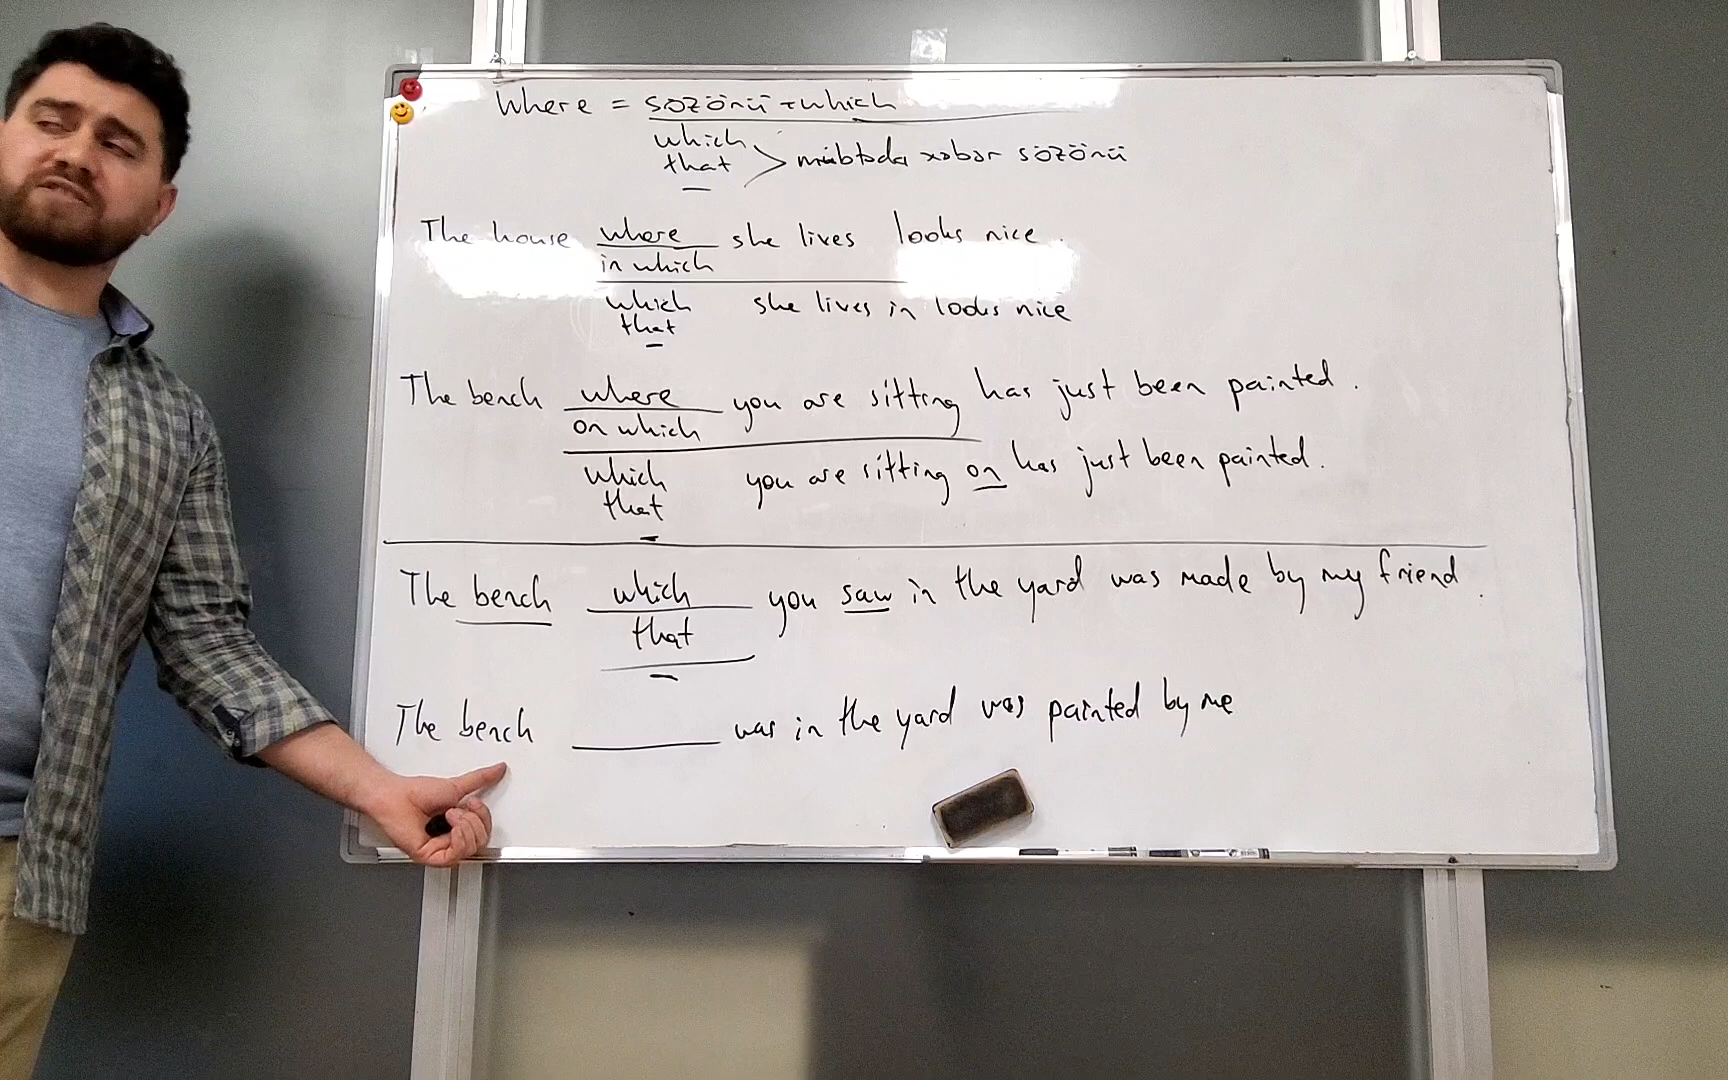 where = sözönü + which
which
that > mübtəda xəbər sözönü
The house where she lives looks nice.
in which
which she lives in looks nice
that
The bench where you are sitting has just been painted.
on which
which you are sitting on has just been painted.
that
The bench which you saw in the yard was made by my friend.
that
The bench ______ was in the yard was painted by me